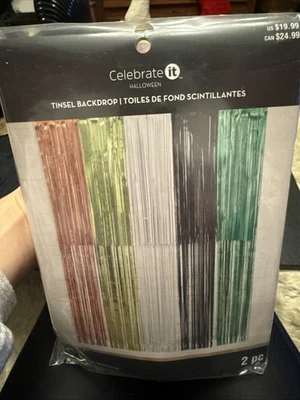 US $19.99
CAN $24.99
Celebrate it
HALLOWEEN
TINSEL BACKDROP | TOILES DE FOND SCINTILLANTES
2 pc